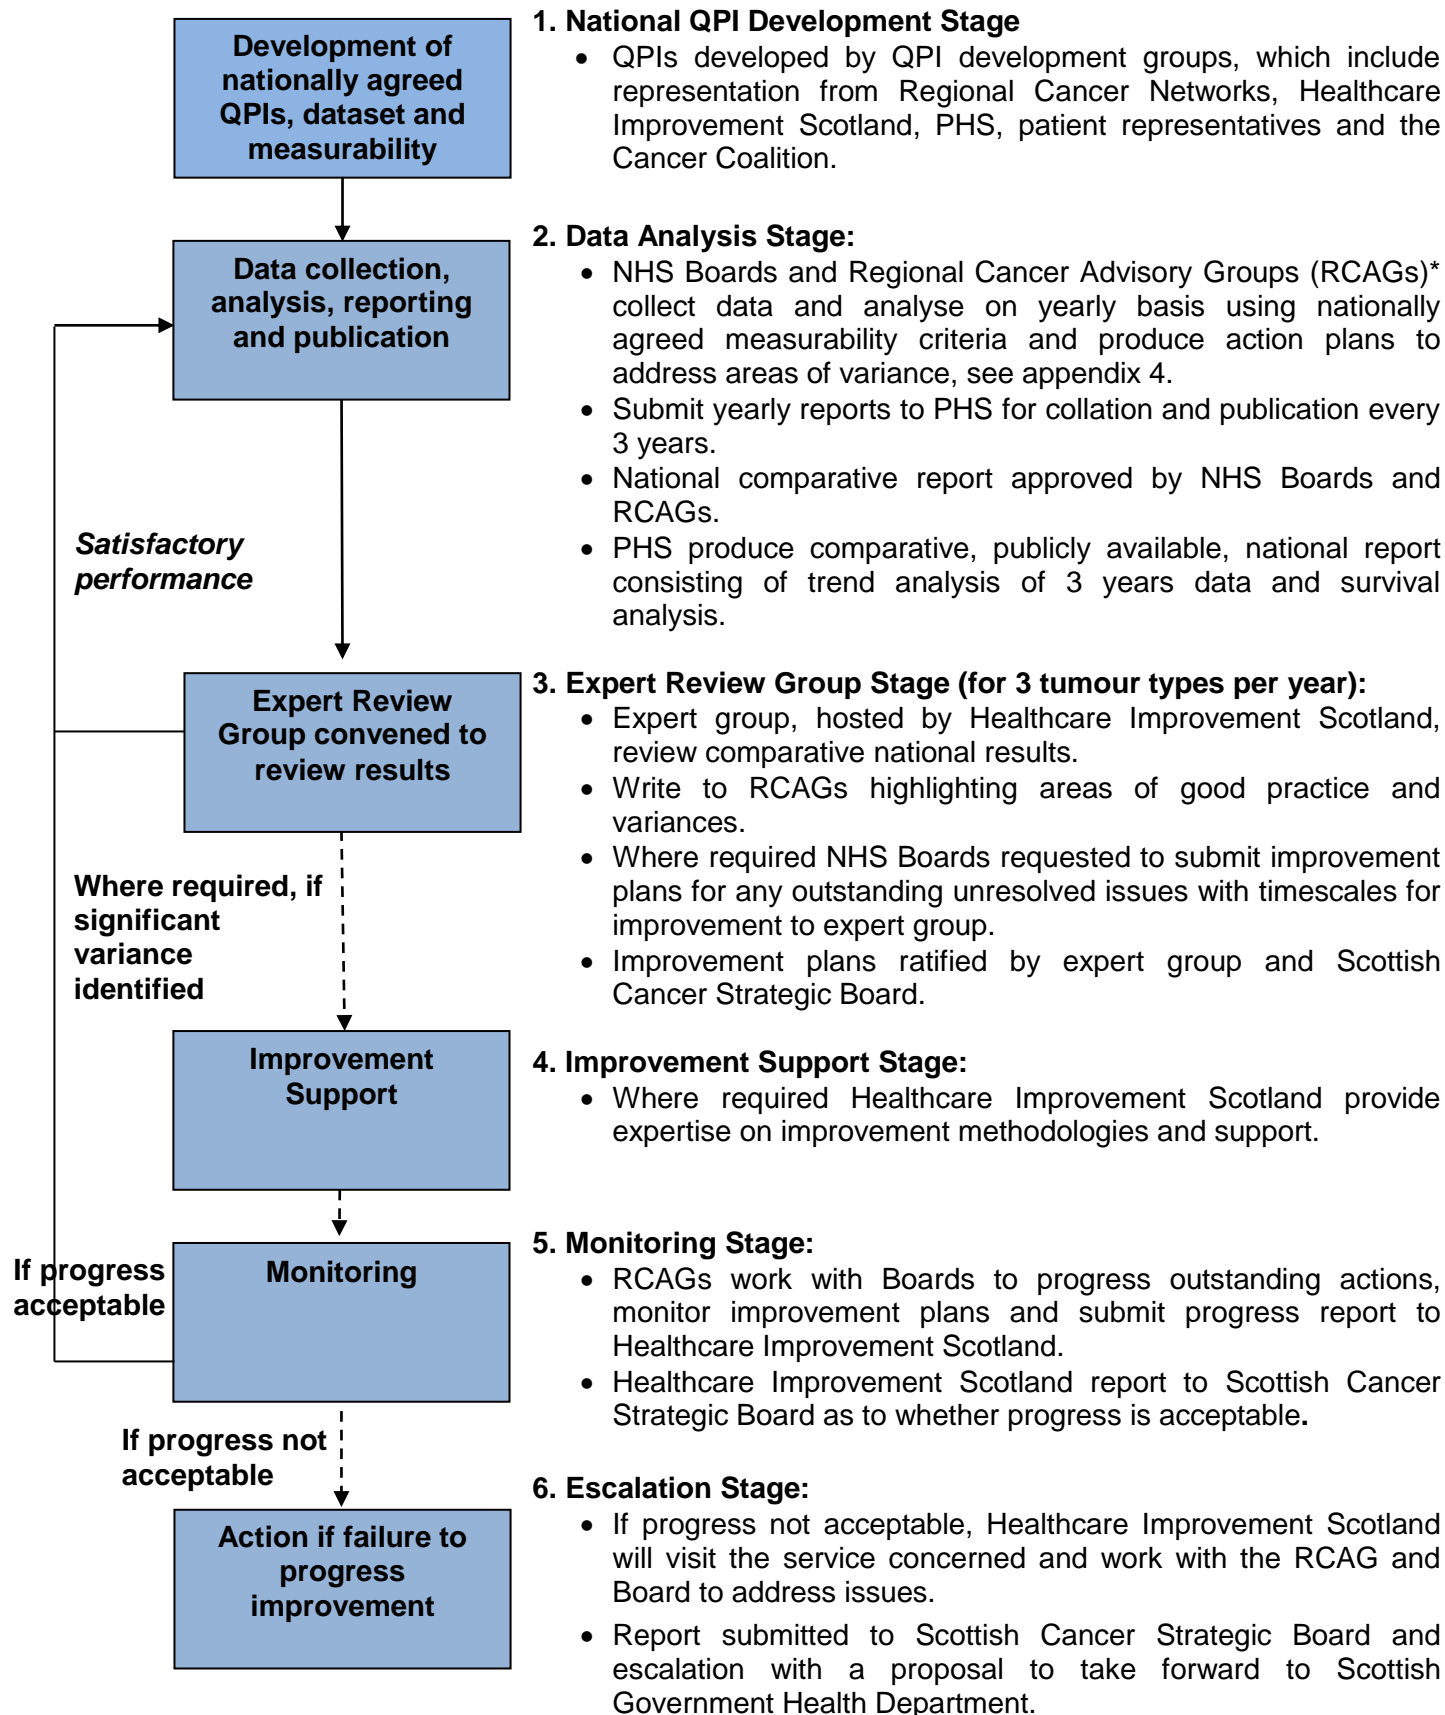 Development of
nationally agreed
QPIs, dataset and
measurability
1. National QPI Development Stage
• QPIs developed by QPI development groups, which include
representation from Regional Cancer Networks, Healthcare
Improvement Scotland, PHS, patient representatives and the
Cancer Coalition.
Data collection,
analysis, reporting
and publication
2. Data Analysis Stage:
• NHS Boards and Regional Cancer Advisory Groups (RCAGs)*
collect data and analyse on yearly basis using nationally
agreed measurability criteria and produce action plans to
address areas of variance, see appendix 4.
• Submit yearly reports to PHS for collation and publication every
3 years.
• National comparative report approved by NHS Boards and
RCAGs.
• PHS produce comparative, publicly available, national report
consisting of trend analysis of 3 years data and survival
analysis.
Satisfactory
performance
Expert Review
Group convened to
review results
3. Expert Review Group Stage (for 3 tumour types per year):
• Expert group, hosted by Healthcare Improvement Scotland,
review comparative national results.
• Write to RCAGs highlighting areas of good practice and
variances.
• Where required NHS Boards requested to submit improvement
plans for any outstanding unresolved issues with timescales for
improvement to expert group.
• Improvement plans ratified by expert group and Scottish
Cancer Strategic Board.
Where required, if
significant
variance
identified
Improvement
Support
4. Improvement Support Stage:
• Where required Healthcare Improvement Scotland provide
expertise on improvement methodologies and support.
If progress
acceptable
Monitoring
5. Monitoring Stage:
• RCAGs work with Boards to progress outstanding actions,
monitor improvement plans and submit progress report to
Healthcare Improvement Scotland.
• Healthcare Improvement Scotland report to Scottish Cancer
Strategic Board as to whether progress is acceptable.
If progress not
acceptable
Action if failure to
progress
improvement
6. Escalation Stage:
• If progress not acceptable, Healthcare Improvement Scotland
will visit the service concerned and work with the RCAG and
Board to address issues.
• Report submitted to Scottish Cancer Strategic Board and
escalation with a proposal to take forward to Scottish
Government Health Department.